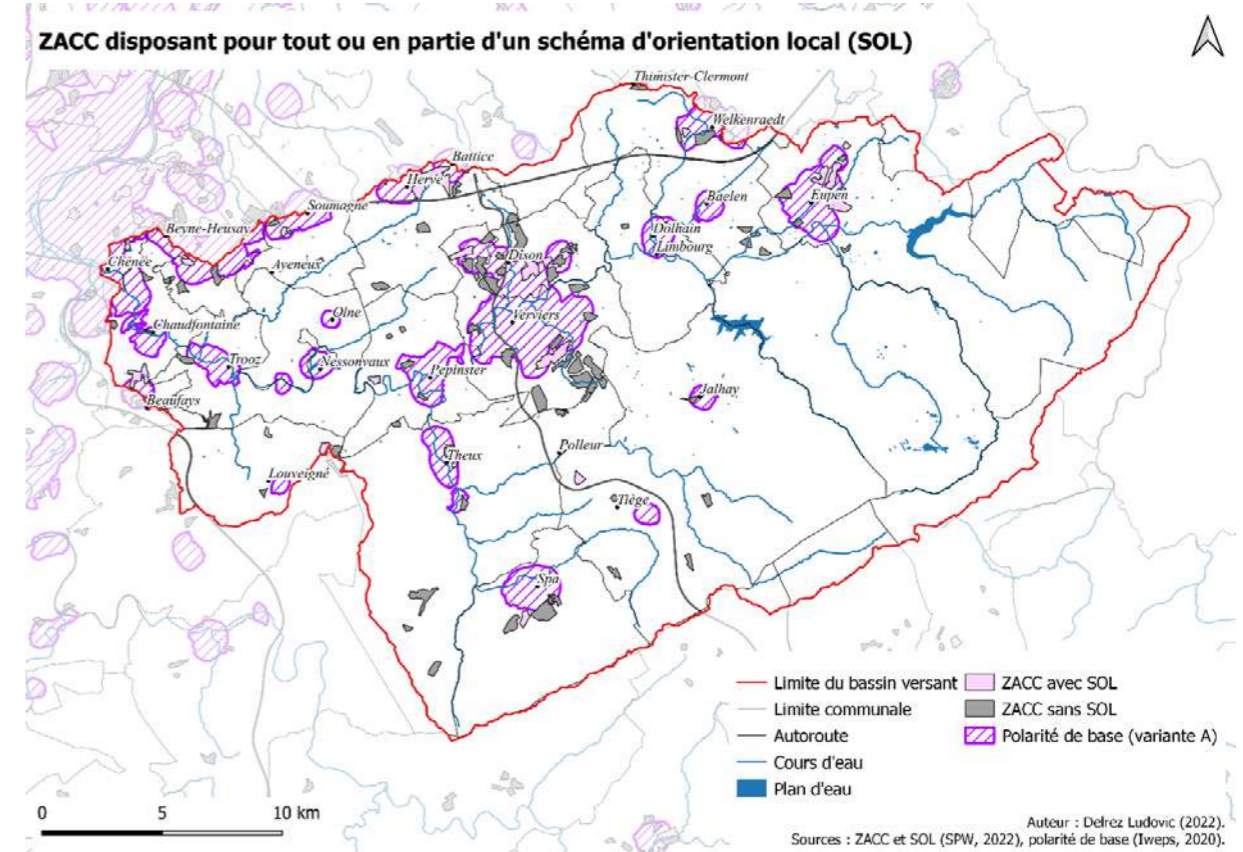 ZACC disposant pour tout ou en partie d'un schéma d'orientation local (SOL)
Thimister-Clermont
Welkenraedt
Battice
Herve
Baelen
Eupen
Soumagne
Beyne-Heusay
Dolhain
Limbourg
Chênée
Ayeneux
Dison
Olne
Verviers
Chaudfontaine
Trooz
Nessonvaux
Pepinster
Jalhay
Beaufays
Polleur
Theux
Louveigné
Tiège
Spa
Limite du bassin versant
Limite communale
Autoroute
Cours d'eau
Plan d'eau
ZACC avec SOL
ZACC sans SOL
Polarité de base (variante A)
0 5 10 km
Auteur : Delrez Ludovic (2022).
Sources : ZACC et SOL (SPW, 2022), polarité de base (Iweps, 2020).